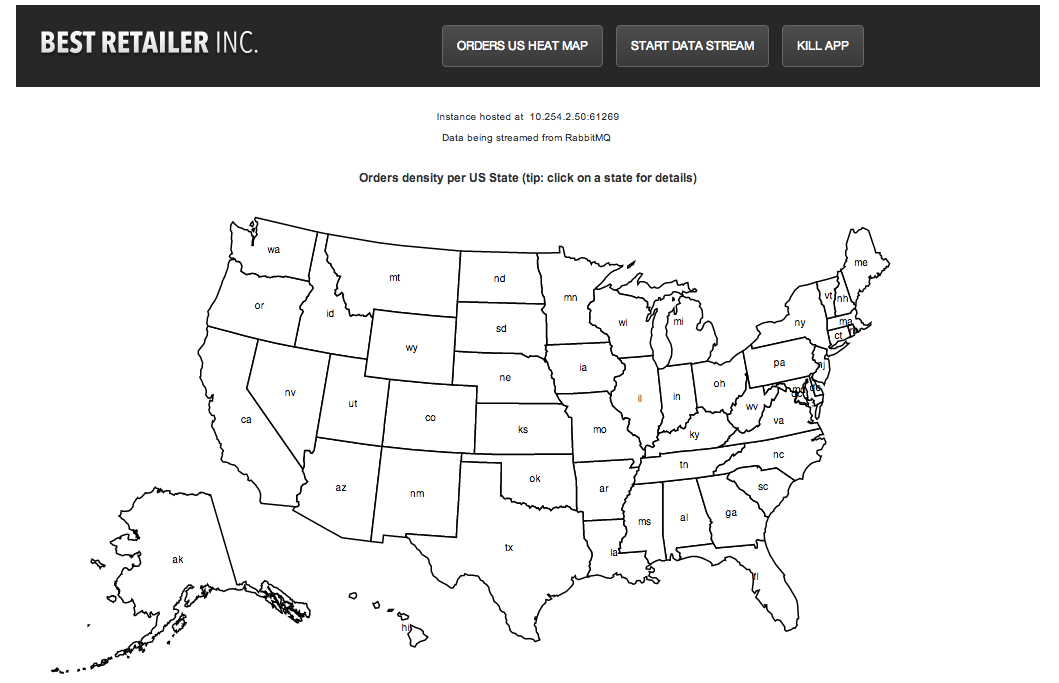 BEST RETAILER INC.
ORDERS US HEAT MAP
START DATA STREAM
KILL APP
Instance hosted at 10.254.2.50:61269
Data being streamed from RabbitMQ
Orders density per US State (tip: click on a state for details)
wa
mt
nd
mn
me
or
id
sd
wi
mi
ny
vt
nh
ma
ct
wy
ia
ne
pa
nj
oh
il
in
nv
ut
co
ks
mo
wv
va
ca
ky
tn
nc
az
nm
ok
ar
sc
ms
al
ga
tx
la
ak
fl
hi